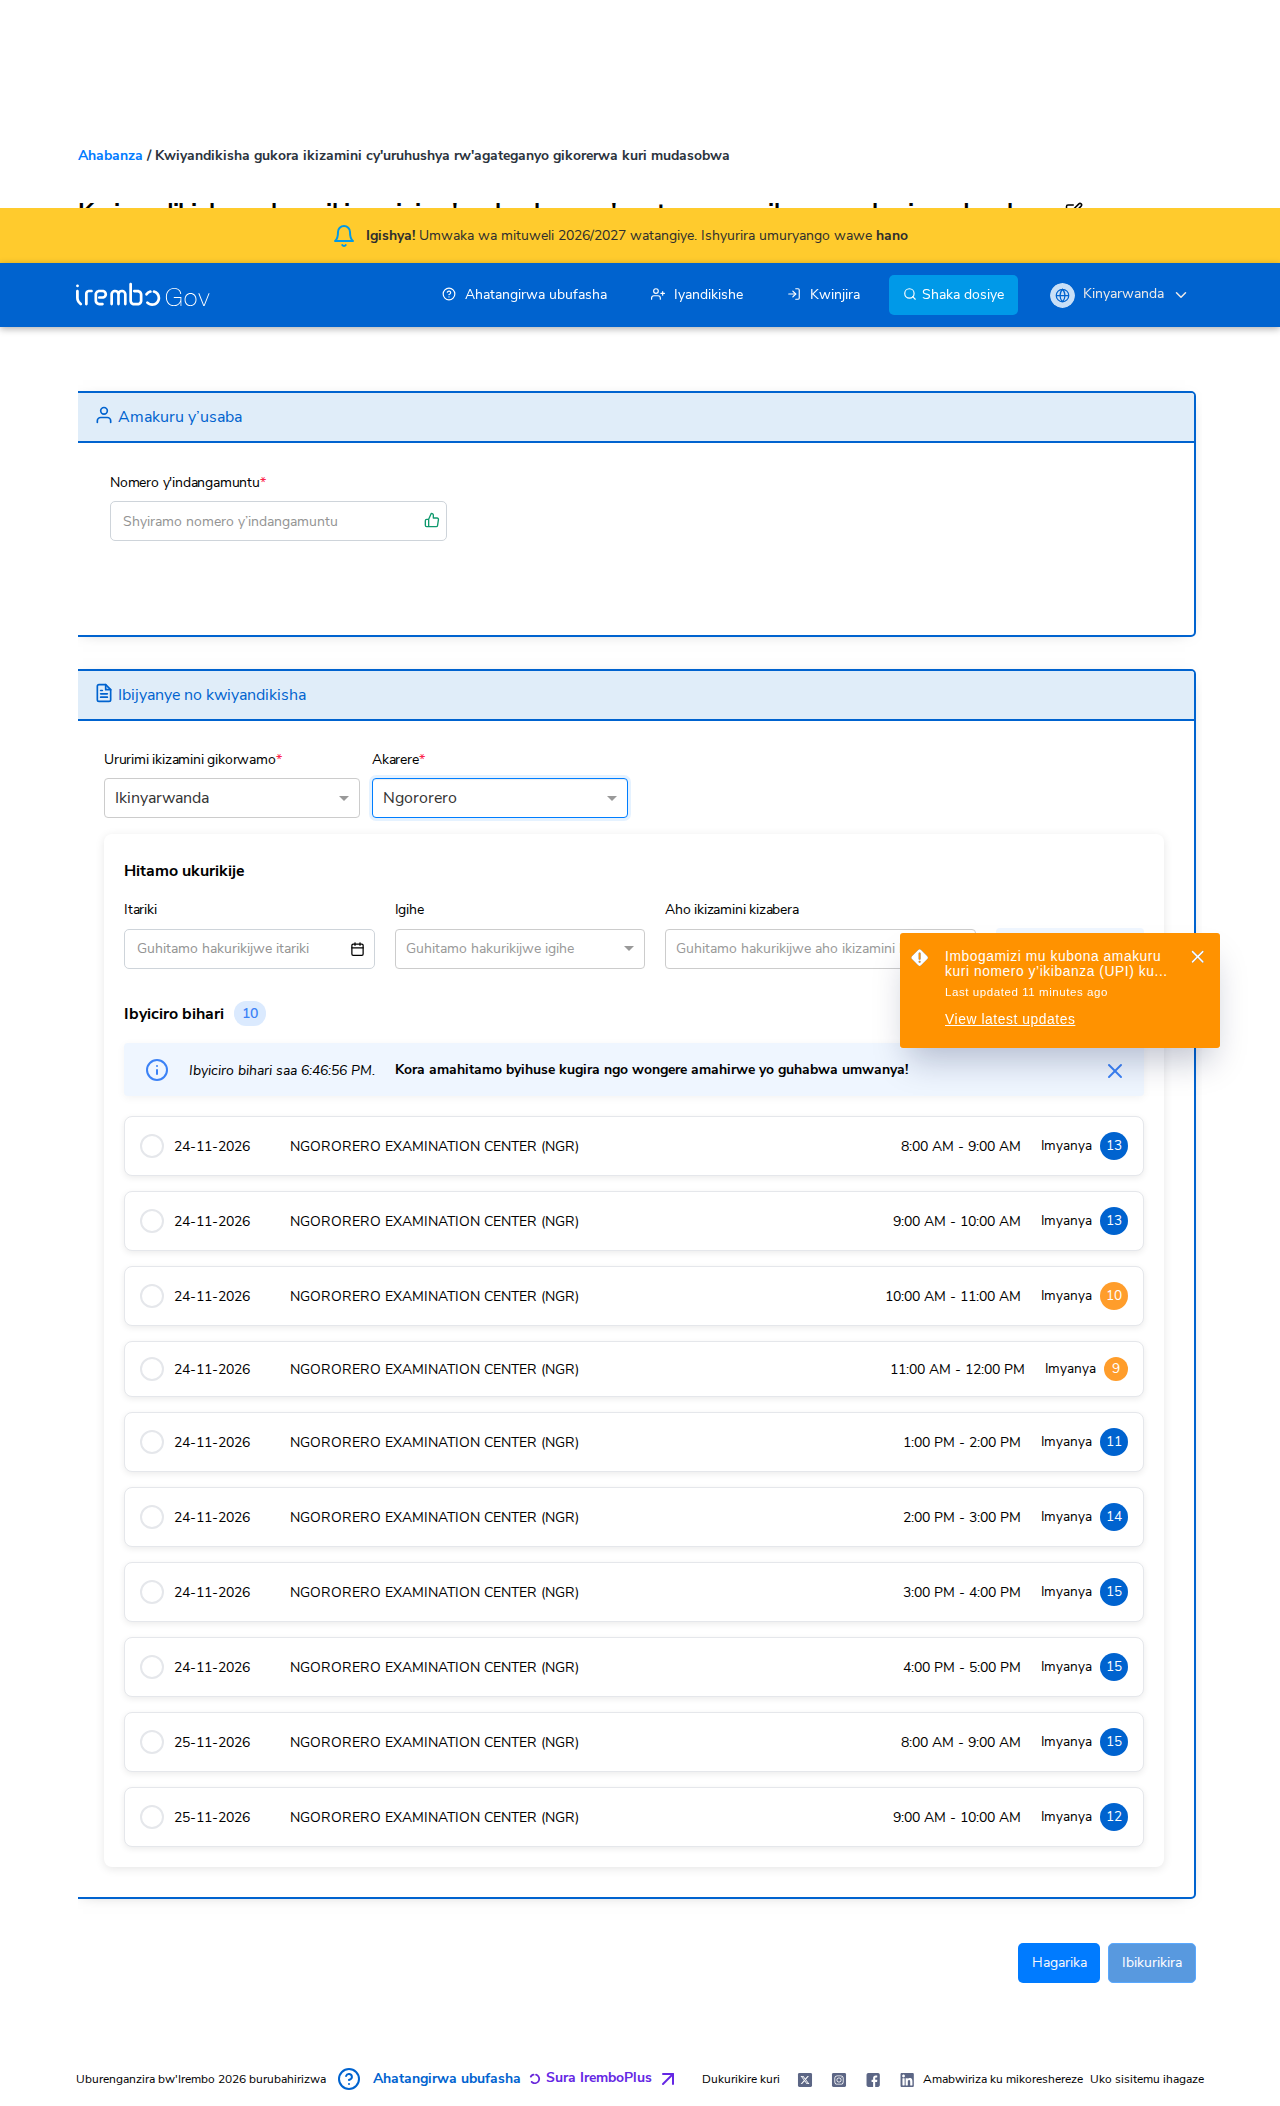 Ahabanza / Kwiyandikisha gukora ikizamini cy'uruhushya rw'agateganyo gikorerwa kuri mudasobwa
Igishya! Umwaka wa mituweli 2026/2027 watangiye. Ishyurira umuryango wawe hano
irembo Gov
Ahatangirwa ubufasha
Iyandikishe
Kwinjira
Shaka dosiye
Kinyarwanda
Amakuru y’usaba
Nomero y'indangamuntu*
Shyiramo nomero y’indangamuntu
Ibijyanye no kwiyandikisha
Ururimi ikizamini gikorwamo* Akarere*
Ikinyarwanda Ngororero
Hitamo ukurikije
Itariki Igihe Aho ikizamini kizabera
Guhitamo hakurikijwe itariki Guhitamo hakurikijwe igihe Guhitamo hakurikijwe aho ikizamini
Imbogamizi mu kubona amakuru
kuri nomero y’ikibanza (UPI) ku...
Last updated 11 minutes ago
View latest updates
Ibyiciro bihari 10
Ibyiciro bihari saa 6:46:56 PM. Kora amahitamo byihuse kugira ngo wongere amahirwe yo guhabwa umwanya!
24-11-2026 NGORORERO EXAMINATION CENTER (NGR) 8:00 AM - 9:00 AM Imyanya 13
24-11-2026 NGORORERO EXAMINATION CENTER (NGR) 9:00 AM - 10:00 AM Imyanya 13
24-11-2026 NGORORERO EXAMINATION CENTER (NGR) 10:00 AM - 11:00 AM Imyanya 10
24-11-2026 NGORORERO EXAMINATION CENTER (NGR) 11:00 AM - 12:00 PM Imyanya 9
24-11-2026 NGORORERO EXAMINATION CENTER (NGR) 1:00 PM - 2:00 PM Imyanya 11
24-11-2026 NGORORERO EXAMINATION CENTER (NGR) 2:00 PM - 3:00 PM Imyanya 14
24-11-2026 NGORORERO EXAMINATION CENTER (NGR) 3:00 PM - 4:00 PM Imyanya 15
24-11-2026 NGORORERO EXAMINATION CENTER (NGR) 4:00 PM - 5:00 PM Imyanya 15
25-11-2026 NGORORERO EXAMINATION CENTER (NGR) 8:00 AM - 9:00 AM Imyanya 15
25-11-2026 NGORORERO EXAMINATION CENTER (NGR) 9:00 AM - 10:00 AM Imyanya 12
Hagarika Ibikurikira
Uburenganzira bw'Irembo 2026 burubahirizwa Ahatangirwa ubufasha Sura IremboPlus Dukurikire kuri Amabwiriza ku mikoreshereze Uko sisitemu ihagaze